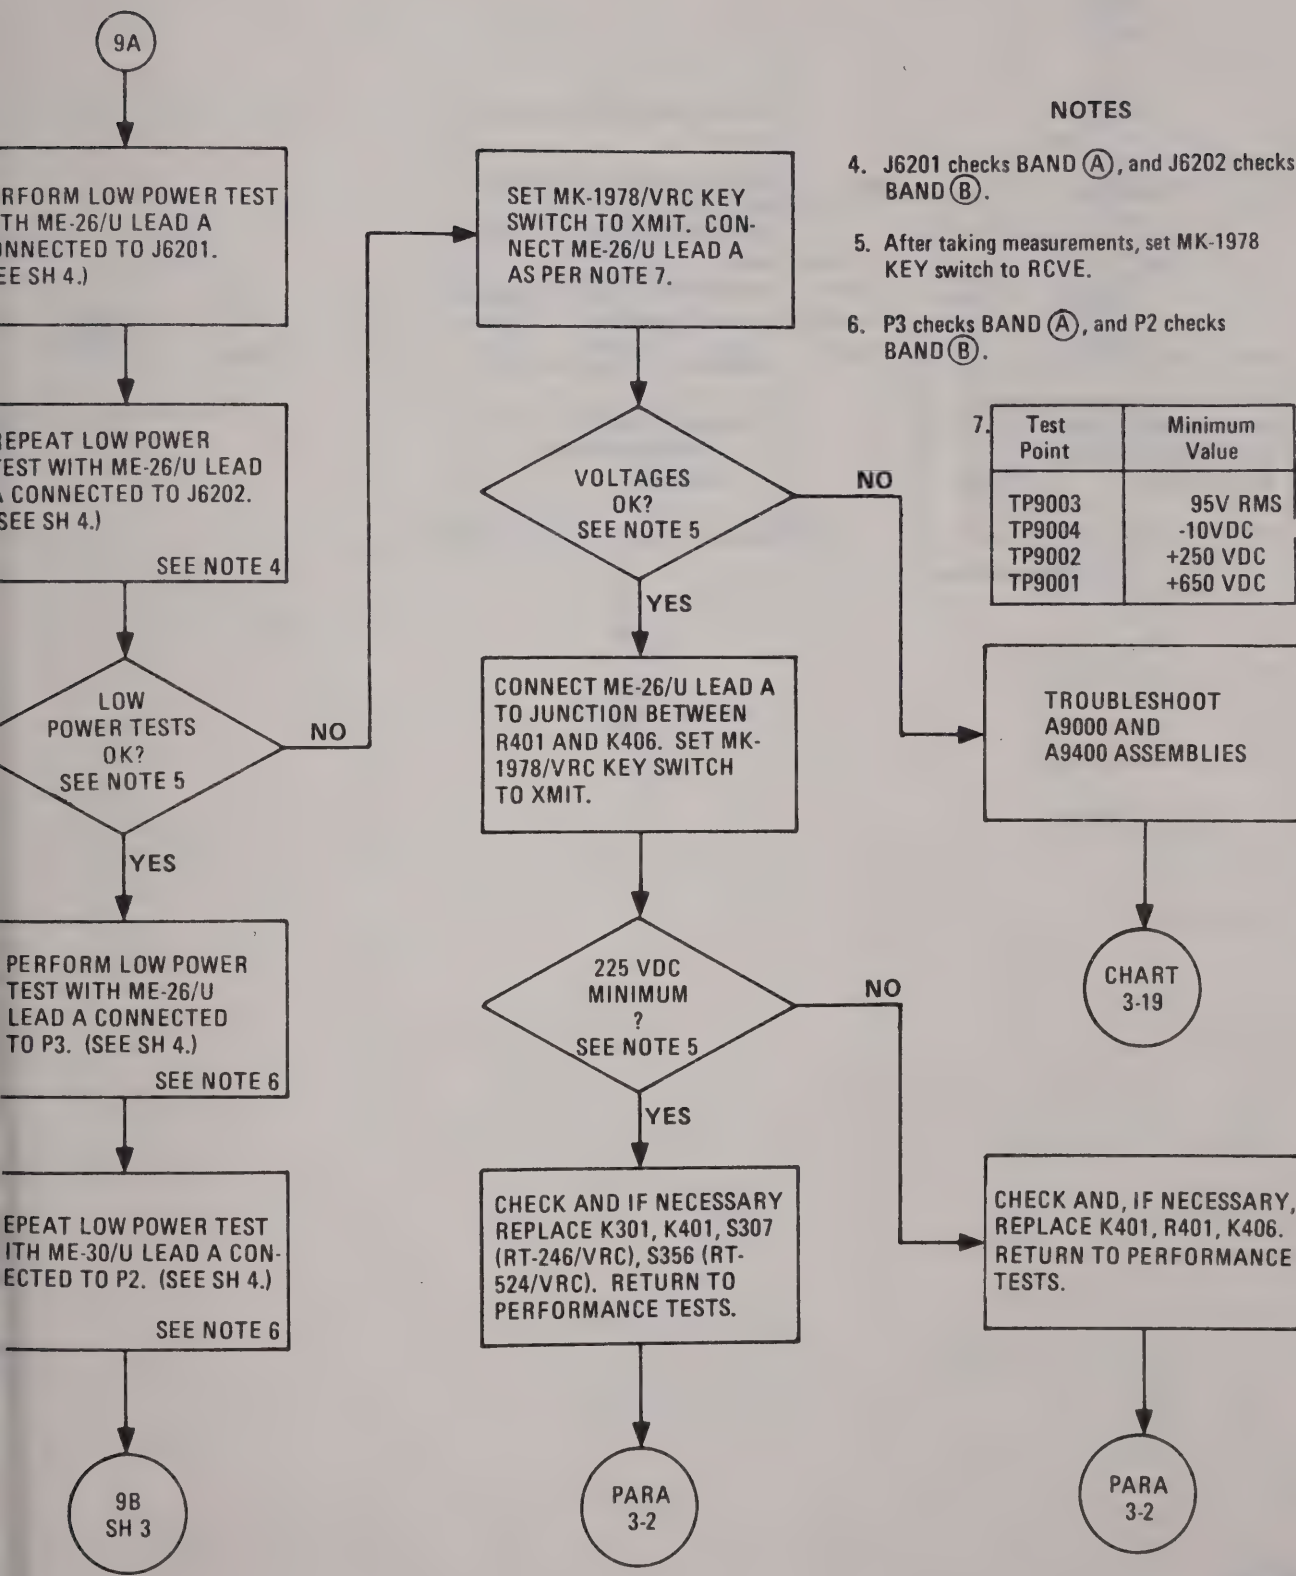 9A
RFORM LOW POWER TEST
TH ME-26/U LEAD A
ONNECTED TO J6201.
EE SH 4.)
REPEAT LOW POWER
TEST WITH ME-26/U LEAD
A CONNECTED TO J6202.
(SEE SH 4.)
SEE NOTE 4
LOW
POWER TESTS
OK?
SEE NOTE 5
NO
YES
PERFORM LOW POWER
TEST WITH ME-26/U
LEAD A CONNECTED
TO P3. (SEE SH 4.)
SEE NOTE 6
EPEAT LOW POWER TEST
ITH ME-30/U LEAD A CON-
ECTED TO P2. (SEE SH 4.)
SEE NOTE 6
9B
SH 3
SET MK-1978/VRC KEY
SWITCH TO XMIT. CON-
NECT ME-26/U LEAD A
AS PER NOTE 7.
VOLTAGES
OK?
SEE NOTE 5
NO
YES
CONNECT ME-26/U LEAD A
TO JUNCTION BETWEEN
R401 AND K406. SET MK-
1978/VRC KEY SWITCH
TO XMIT.
225 VDC
MINIMUM
?
SEE NOTE 5
NO
YES
CHECK AND IF NECESSARY
REPLACE K301, K401, S307
(RT-246/VRC), S356 (RT-
524/VRC). RETURN TO
PERFORMANCE TESTS.
PARA
3-2
NOTES
4. J6201 checks BAND Ⓐ, and J6202 checks
BAND Ⓑ.
5. After taking measurements, set MK-1978
KEY switch to RCVE.
6. P3 checks BAND Ⓐ, and P2 checks
BAND Ⓑ.
7. Test Point Minimum Value
TP9003 95V RMS
TP9004 -10VDC
TP9002 +250 VDC
TP9001 +650 VDC
TROUBLESHOOT
A9000 AND
A9400 ASSEMBLIES
CHART
3-19
CHECK AND, IF NECESSARY,
REPLACE K401, R401, K406.
RETURN TO PERFORMANCE
TESTS.
PARA
3-2